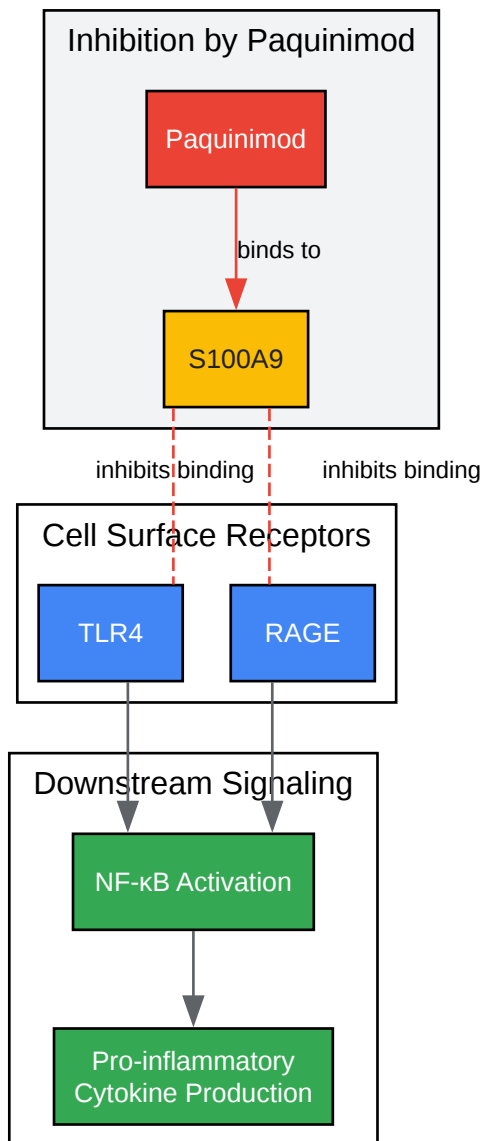 Inhibition by Paquinimod
Paquinimod
binds to
S100A9
inhibits binding
inhibits binding
Cell Surface Receptors
TLR4
RAGE
Downstream Signaling
NF-κB Activation
Pro-inflammatory
Cytokine Production